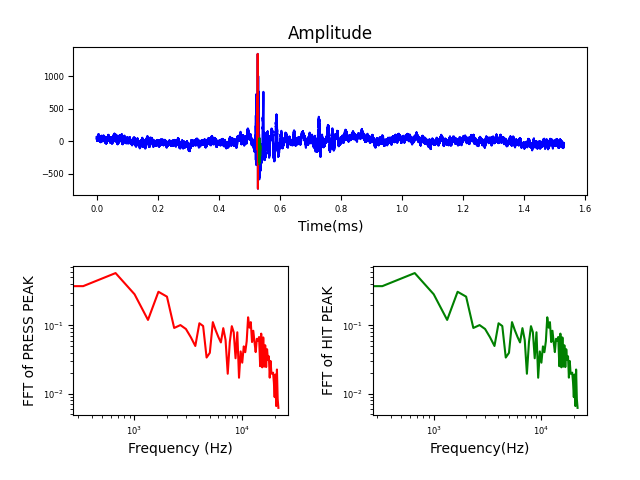 Amplitude
1000
500
0
−500
0.0 0.2 0.4 0.6 0.8 1.0 1.2 1.4 1.6
Time(ms)
FFT of PRESS PEAK
10⁻¹
10⁻²
10³ 10⁴
Frequency (Hz)
FFT of HIT PEAK
10⁻¹
10⁻²
10³ 10⁴
Frequency(Hz)